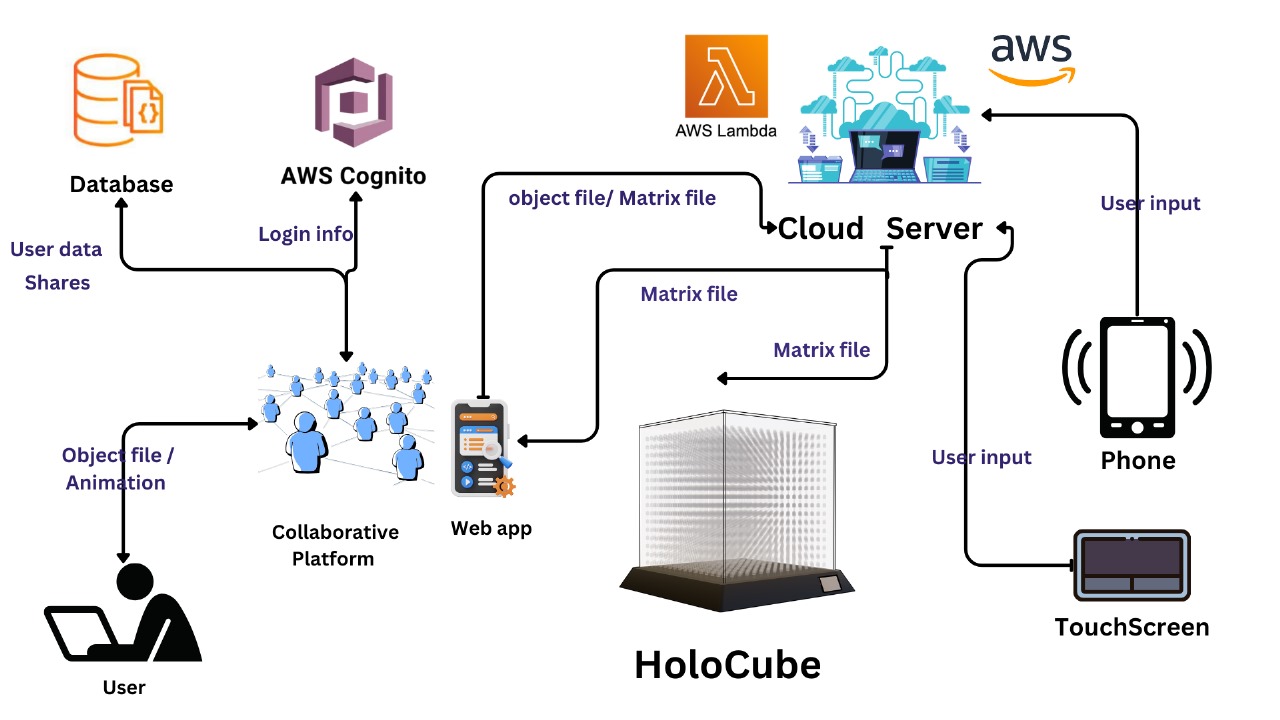 aws
AWS Lambda
Database
AWS Cognito
object file/ Matrix file
User input
Cloud Server
Login info
User data
Shares
Matrix file
Matrix file
Object file /
Animation
User input
Phone
Collaborative
Platform
Web app
TouchScreen
HoloCube
User